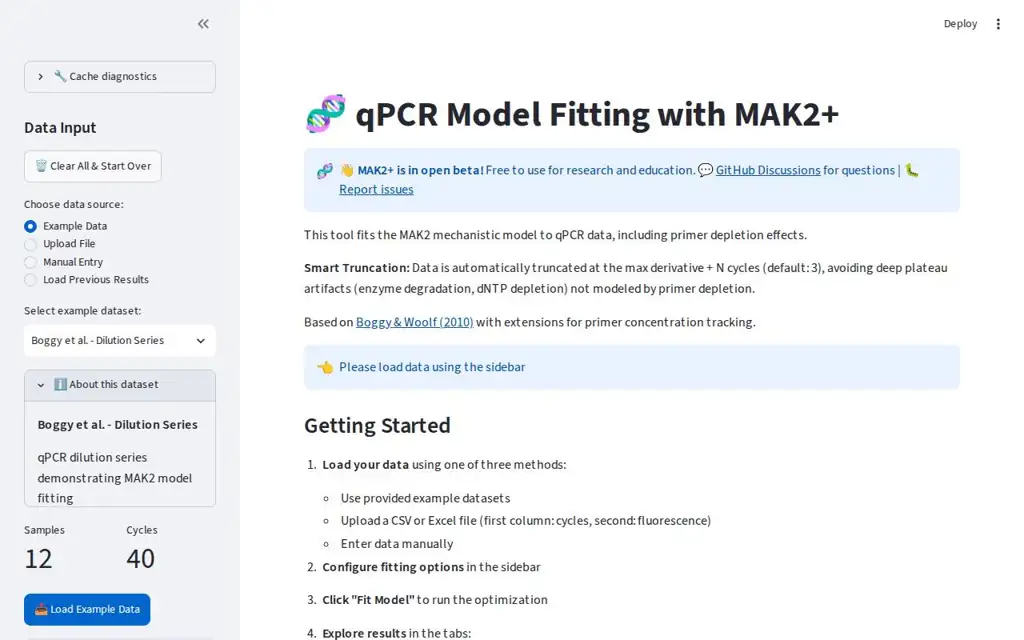 Deploy
Cache diagnostics
Data Input
Clear All & Start Over
Choose data source:
Example Data
Upload File
Manual Entry
Load Previous Results
Select example dataset:
Boggy et al. - Dilution Series
About this dataset
Boggy et al. - Dilution Series
qPCR dilution series
demonstrating MAK2 model
fitting
Samples
Cycles
12
40
Load Example Data
qPCR Model Fitting with MAK2+
MAK2+ is in open beta! Free to use for research and education. 💬 GitHub Discussions for questions | 🐛
Report issues
This tool fits the MAK2 mechanistic model to qPCR data, including primer depletion effects.
Smart Truncation: Data is automatically truncated at the max derivative + N cycles (default: 3), avoiding deep plateau
artifacts (enzyme degradation, dNTP depletion) not modeled by primer depletion.
Based on Boggy & Woolf (2010) with extensions for primer concentration tracking.
Please load data using the sidebar
Getting Started
1. Load your data using one of three methods:
Use provided example datasets
Upload a CSV or Excel file (first column: cycles, second: fluorescence)
Enter data manually
2. Configure fitting options in the sidebar
3. Click "Fit Model" to run the optimization
4. Explore results in the tabs: